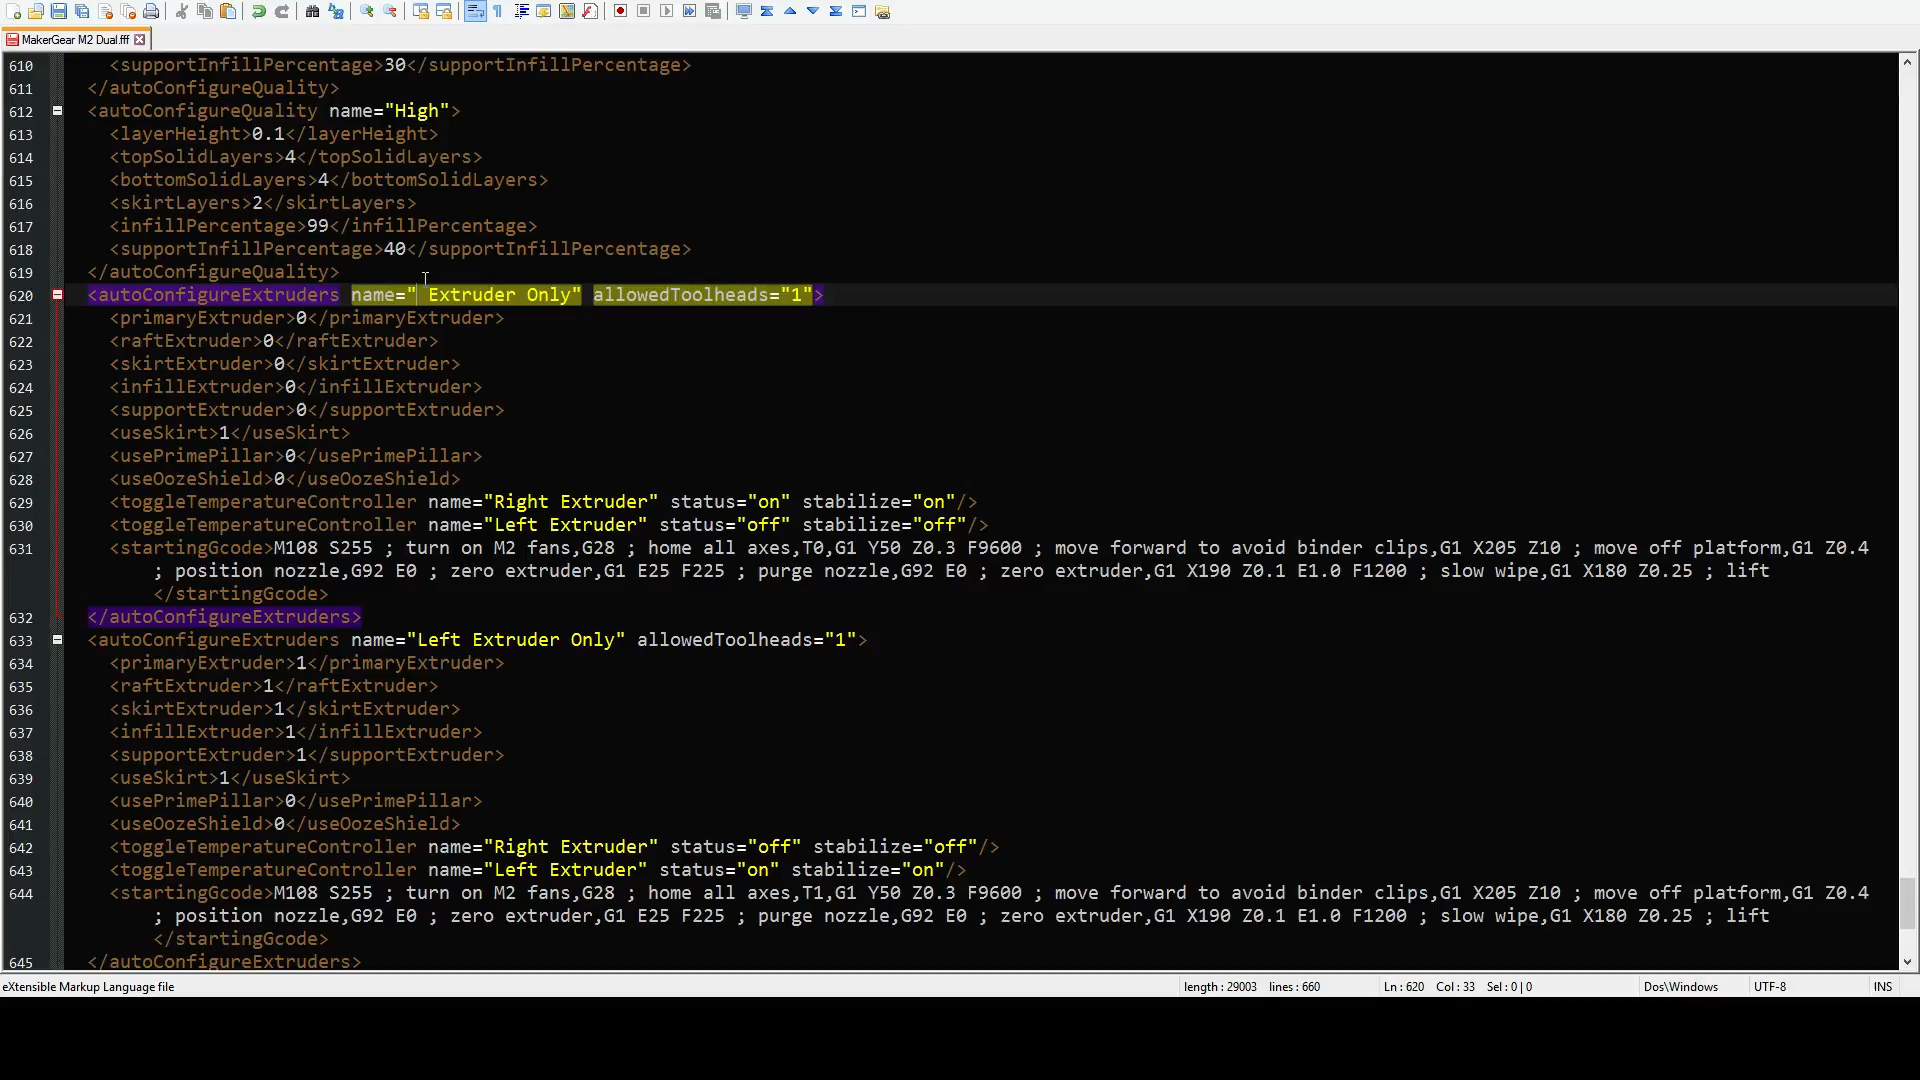 MakerGear M2 Dual.fff
610 <supportInfillPercentage>30</supportInfillPercentage>
611 </autoConfigureQuality>
612 <autoConfigureQuality name="High">
613 <layerHeight>0.1</layerHeight>
614 <topSolidLayers>4</topSolidLayers>
615 <bottomSolidLayers>4</bottomSolidLayers>
616 <skirtLayers>2</skirtLayers>
617 <infillPercentage>99</infillPercentage>
618 <supportInfillPercentage>40</supportInfillPercentage>
619 </autoConfigureQuality>
620 <autoConfigureExtruders name=" Extruder Only" allowedToolheads="1">
621 <primaryExtruder>0</primaryExtruder>
622 <raftExtruder>0</raftExtruder>
623 <skirtExtruder>0</skirtExtruder>
624 <infillExtruder>0</infillExtruder>
625 <supportExtruder>0</supportExtruder>
626 <useSkirt>1</useSkirt>
627 <usePrimePillar>0</usePrimePillar>
628 <useOozeShield>0</useOozeShield>
629 <toggleTemperatureController name="Right Extruder" status="on" stabilize="on"/>
630 <toggleTemperatureController name="Left Extruder" status="off" stabilize="off"/>
631 <startingGcode>M108 S255 ; turn on M2 fans,G28 ; home all axes,T0,G1 Y50 Z0.3 F9600 ; move forward to avoid binder clips,G1 X205 Z10 ; move off platform,G1 Z0.4
; position nozzle,G92 E0 ; zero extruder,G1 E25 F225 ; purge nozzle,G92 E0 ; zero extruder,G1 X190 Z0.1 E1.0 F1200 ; slow wipe,G1 X180 Z0.25 ; lift
</startingGcode>
632 </autoConfigureExtruders>
633 <autoConfigureExtruders name="Left Extruder Only" allowedToolheads="1">
634 <primaryExtruder>1</primaryExtruder>
635 <raftExtruder>1</raftExtruder>
636 <skirtExtruder>1</skirtExtruder>
637 <infillExtruder>1</infillExtruder>
638 <supportExtruder>1</supportExtruder>
639 <useSkirt>1</useSkirt>
640 <usePrimePillar>0</usePrimePillar>
641 <useOozeShield>0</useOozeShield>
642 <toggleTemperatureController name="Right Extruder" status="off" stabilize="off"/>
643 <toggleTemperatureController name="Left Extruder" status="on" stabilize="on"/>
644 <startingGcode>M108 S255 ; turn on M2 fans,G28 ; home all axes,T1,G1 Y50 Z0.3 F9600 ; move forward to avoid binder clips,G1 X205 Z10 ; move off platform,G1 Z0.4
; position nozzle,G92 E0 ; zero extruder,G1 E25 F225 ; purge nozzle,G92 E0 ; zero extruder,G1 X190 Z0.1 E1.0 F1200 ; slow wipe,G1 X180 Z0.25 ; lift
</startingGcode>
645 </autoConfigureExtruders>
eXtensible Markup Language file length : 29003 lines : 660 Ln : 620 Col : 33 Sel : 0 | 0 Dos\Windows UTF-8 INS